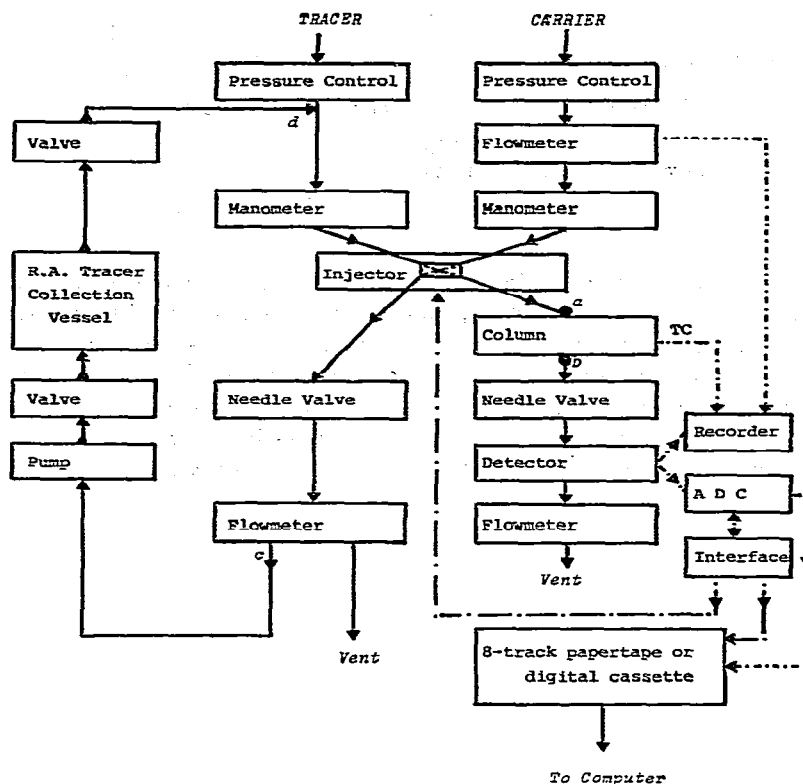 TRACER
CARRIER
Pressure Control
Pressure Control
d
Valve
Flowmeter
Manometer
Manometer
R.A. Tracer
Collection
Vessel
Injector
a
Column
TC
b
Valve
Needle Valve
Needle Valve
Recorder
Pump
Detector
A D C
Flowmeter
Flowmeter
Interface
c
Vent
Vent
8-track papertape or
digital cassette
To Computer